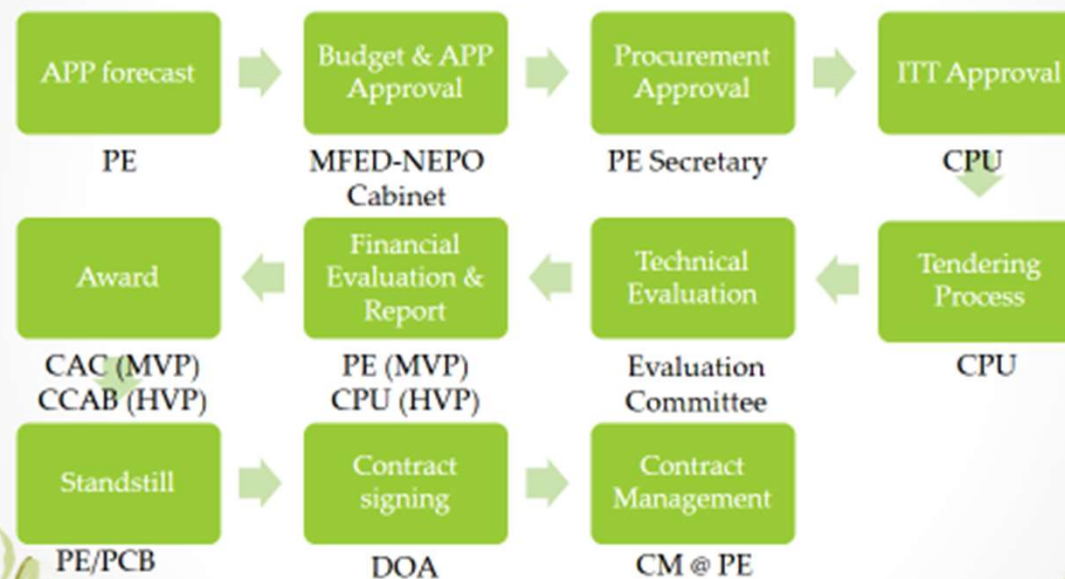 APP forecast
PE
Budget & APP
Approval
MFED-NEPO
Cabinet
Procurement
Approval
PE Secretary
ITT Approval
CPU
Tendering
Process
CPU
Technical
Evaluation
Evaluation
Committee
Financial
Evaluation &
Report
PE (MVP)
CPU (HVP)
Award
CAC (MVP)
CCAB (HVP)
Standstill
PE/PCB
Contract
signing
DOA
Contract
Management
CM @ PE